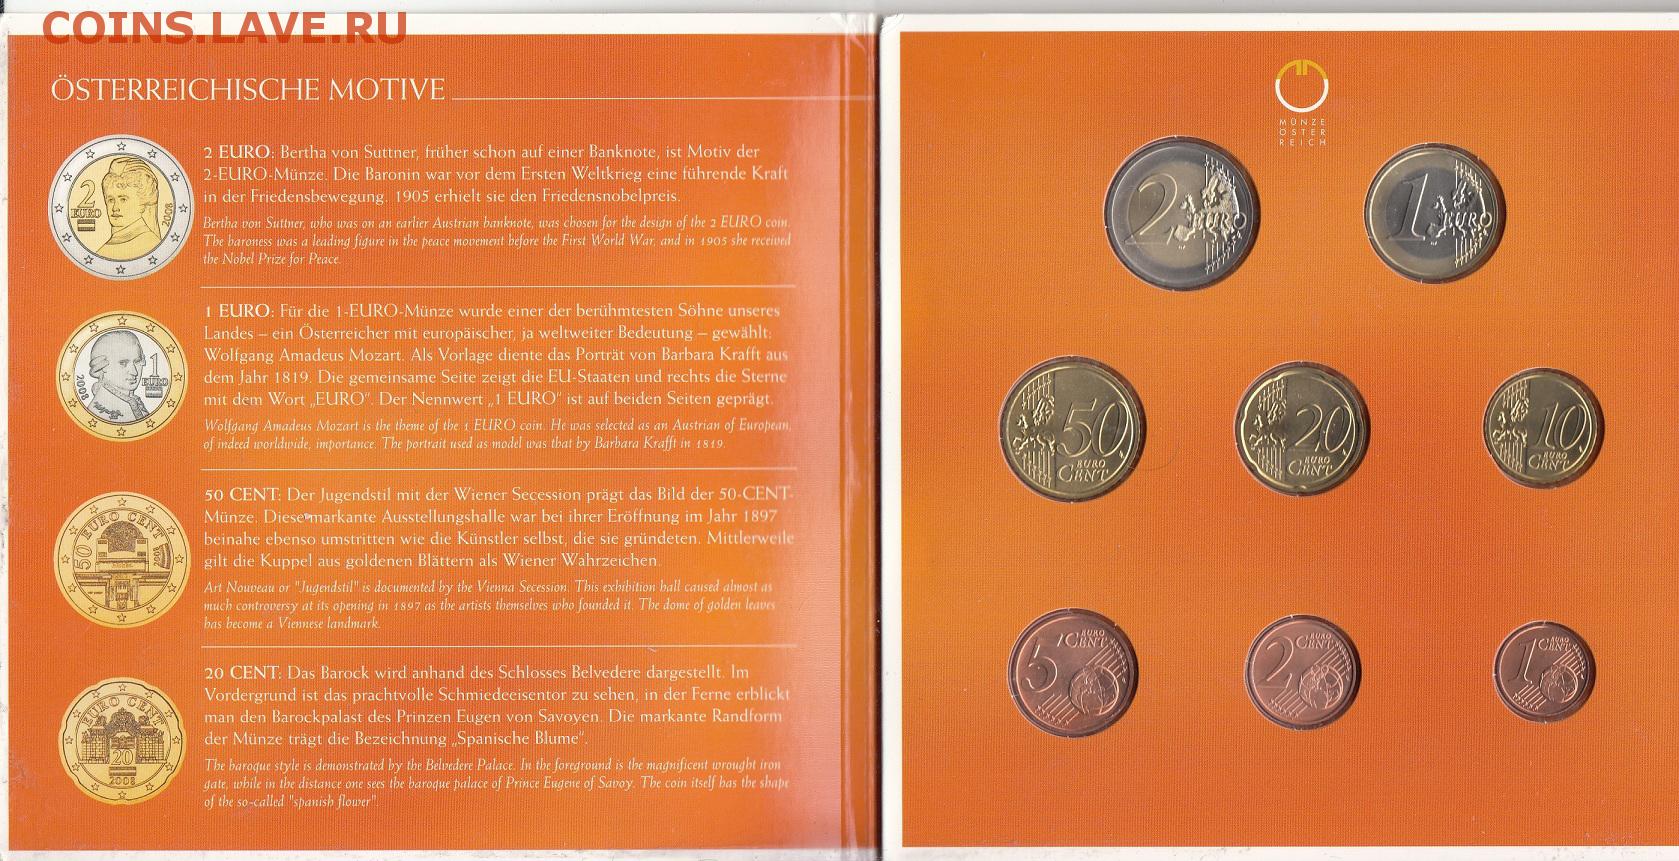 COINS.LAVE.RU
ÖSTERREICHISCHE MOTIVE
2 EURO: Bertha von Suttner, früher schon auf einer Banknote, ist Motiv der
2-EURO-Münze. Die Baronin war vor dem Ersten Weltkrieg eine führende Kraft
in der Friedensbewegung. 1905 erhielt sie den Friedensnobelpreis.
Bertha von Suttner, who was on an earlier Austrian banknote, was chosen for the design of the 2 EURO coin.
The baroness was a leading figure in the peace movement before the First World War, and in 1905 she received
the Nobel Prize for Peace.
2
EURO
2008
1 EURO: Für die 1-EURO-Münze wurde einer der berühmtesten Söhne unseres
Landes – ein Österreicher mit europäischer, ja weltweiter Bedeutung – gewählt:
Wolfgang Amadeus Mozart. Als Vorlage diente das Porträt von Barbara Krafft aus
dem Jahr 1819. Die gemeinsame Seite zeigt die EU-Staaten und rechts die Sterne
mit dem Wort „EURO“. Der Nennwert „1 EURO“ ist auf beiden Seiten geprägt.
Wolfgang Amadeus Mozart is the theme of the 1 EURO coin. He was selected as an Austrian of European,
of indeed worldwide, importance. The portrait used as model was that by Barbara Krafft in 1819.
1
EURO
2008
50 CENT: Der Jugendstil mit der Wiener Secession prägt das Bild der 50-CENT-
Münze. Diese markante Ausstellungshalle war bei ihrer Eröffnung im Jahr 1897
beinahe ebenso umstritten wie die Künstler selbst, die sie gründeten. Mittlerweile
gilt die Kuppel aus goldenen Blättern als Wiener Wahrzeichen.
Art Nouveau or "Jugendstil" is documented by the Vienna Secession. This exhibition hall caused almost as
much controversy at its opening in 1897 as the artists themselves who founded it. The dome of golden leaves
has become a Viennese landmark.
50 EURO CENT
20 CENT: Das Barock wird anhand des Schlosses Belvedere dargestellt. Im
Vordergrund ist das prachtvolle Schmiedeeisentor zu sehen, in der Ferne erblickt
man den Barockpalast des Prinzen Eugen von Savoyen. Die markante Randform
der Münze trägt die Bezeichnung „Spanische Blume“.
The baroque style is demonstrated by the Belvedere Palace. In the foreground is the magnificent wrought iron
gate, while in the distance one sees the baroque palace of Prince Eugene of Savoy. The coin itself has the shape
of the so-called "spanish flower".
EURO CENT
20
2008
MÜNZE
ÖSTER
REICH
2 EURO
1 EURO
50
EURO
CENT
20
EURO
CENT
10
EURO
CENT
5
EURO
CENT
2
EURO
CENT
1
EURO
CENT